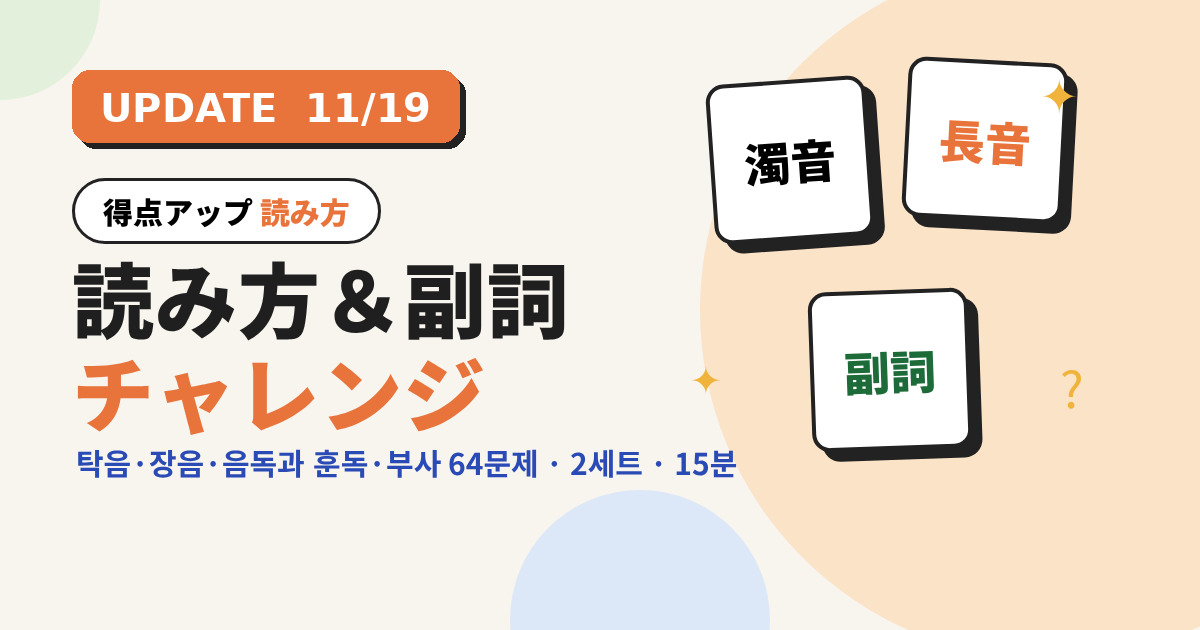 UPDATE 11/19
得点アップ 読み方
読み方＆副詞
チャレンジ
탁음·장음·음독과 훈독·부사 64문제 · 2세트 · 15분
濁音
長音
副詞
?